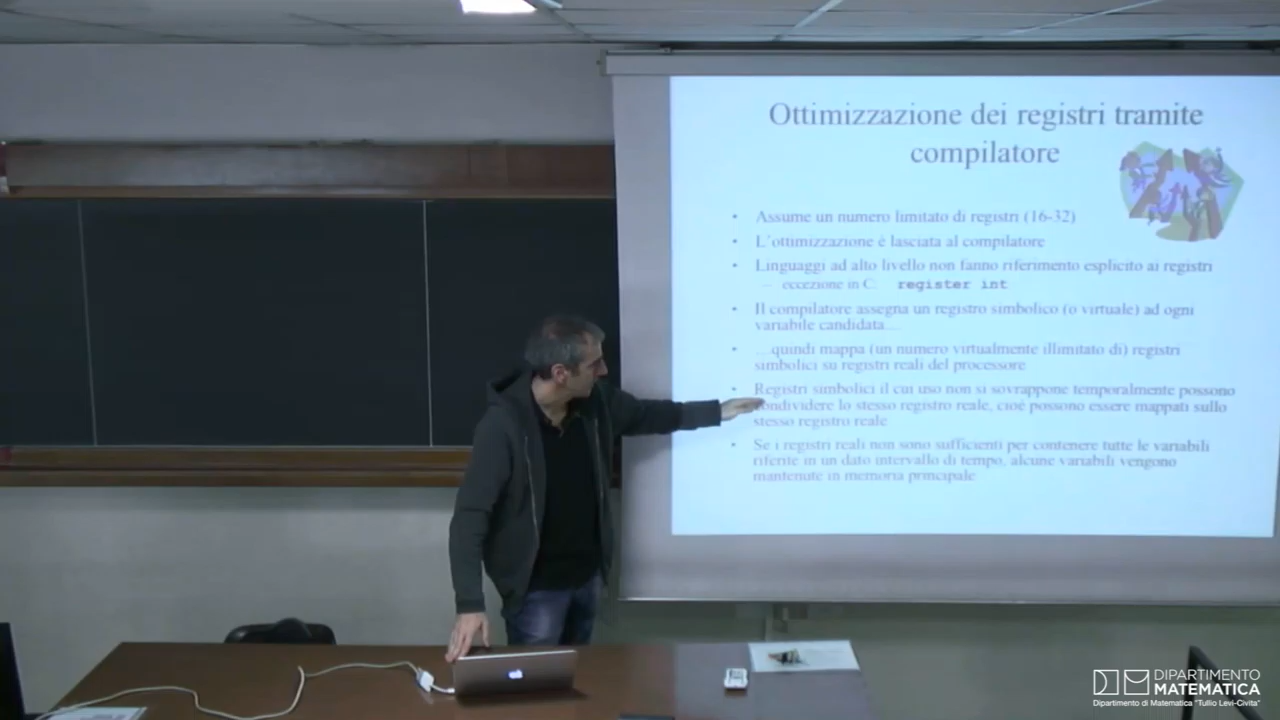 Ottimizzazione dei registri tramite
compilatore
• Assume un numero limitato di registri (16-32)
• L'ottimizzazione è lasciata al compilatore
• Linguaggi ad alto livello non fanno riferimento esplicito ai registri
– eccezione in C: register int
• Il compilatore assegna un registro simbolico (o virtuale) ad ogni
variabile candidata…
• …quindi mappa (un numero virtualmente illimitato di) registri
simbolici su registri reali del processore
• Registri simbolici il cui uso non si sovrappone temporalmente possono
condividere lo stesso registro reale, cioè possono essere mappati sullo
stesso registro reale
• Se i registri reali non sono sufficienti per contenere tutte le variabili
riferite in un dato intervallo di tempo, alcune variabili vengono
mantenute in memoria principale
DIPARTIMENTO
MATEMATICA
Dipartimento di Matematica "Tullio Levi-Civita"